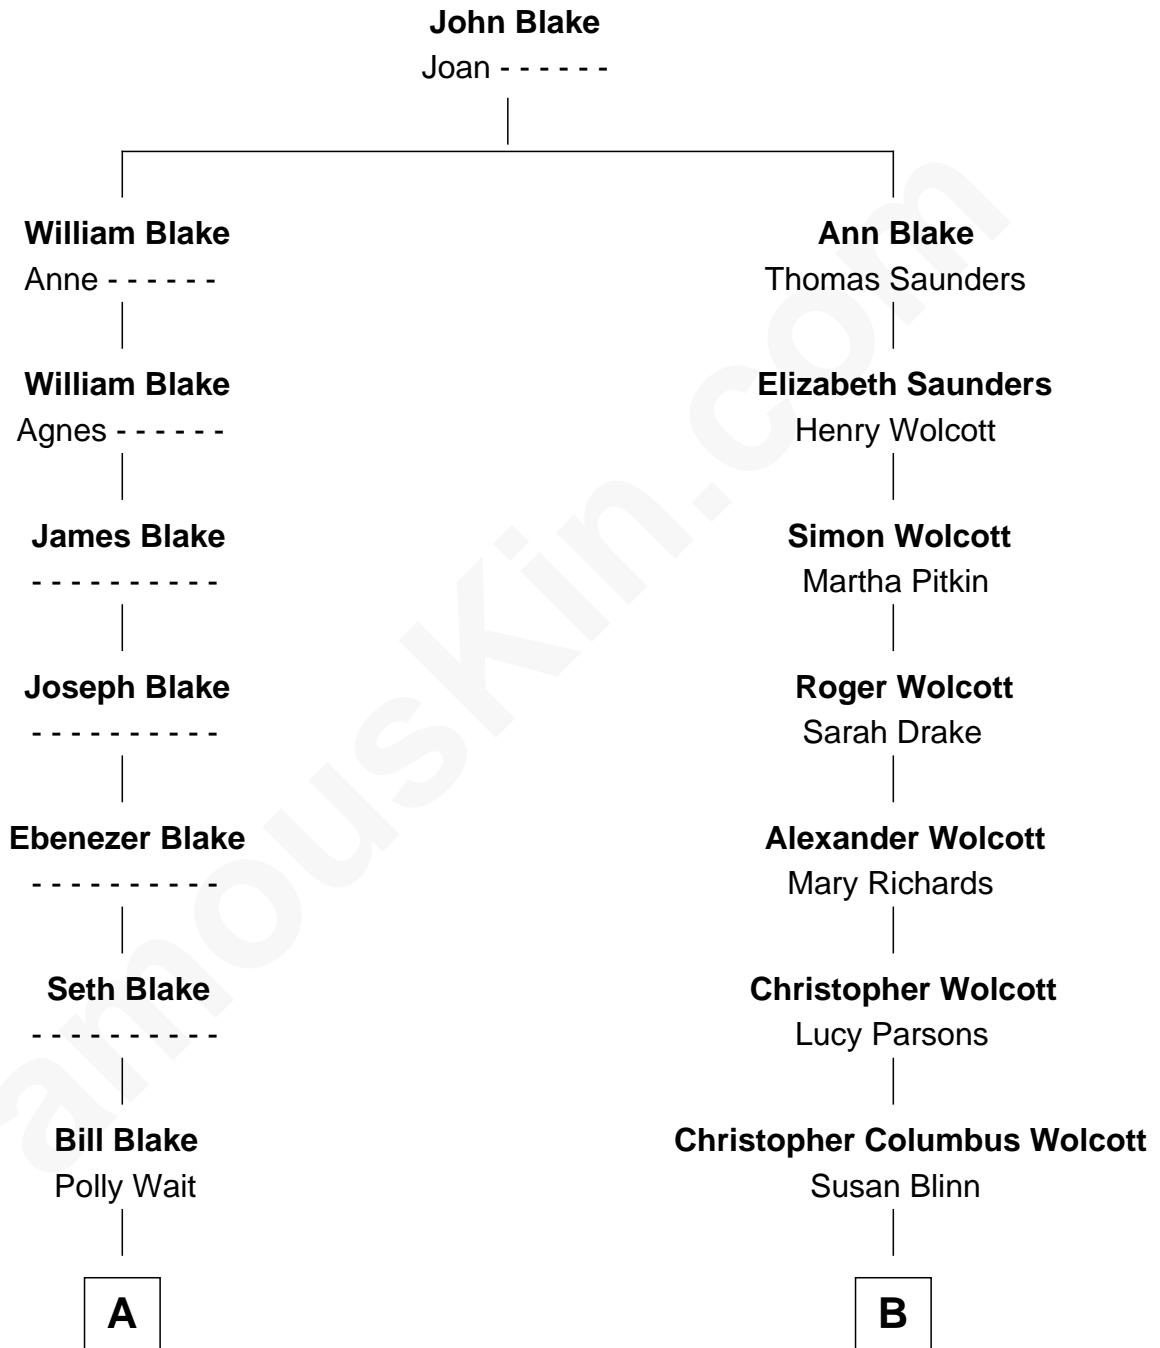 John Blake
Joan - - - - - -
William Blake
Anne - - - - - -
William Blake
Agnes - - - - - -
James Blake
- - - - - - - - - -
Joseph Blake
- - - - - - - - - -
Ebenezer Blake
- - - - - - - - - -
Seth Blake
- - - - - - - - - -
Bill Blake
Polly Wait
A
Ann Blake
Thomas Saunders
Elizabeth Saunders
Henry Wolcott
Simon Wolcott
Martha Pitkin
Roger Wolcott
Sarah Drake
Alexander Wolcott
Mary Richards
Christopher Wolcott
Lucy Parsons
Christopher Columbus Wolcott
Susan Blinn
B
amousKin.com